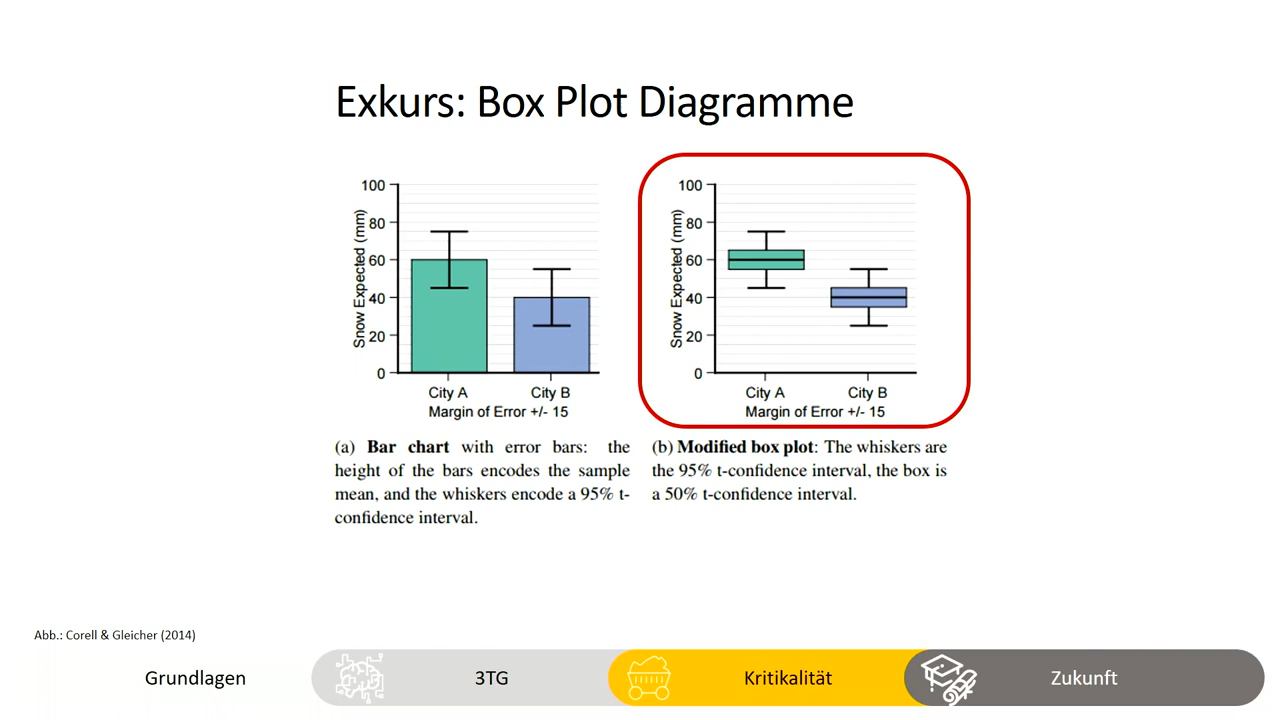 Exkurs: Box Plot Diagramme
Snow Expected (mm)
100
80
60
40
20
0
City A
City B
Margin of Error +/- 15
Snow Expected (mm)
100
80
60
40
20
0
City A
City B
Margin of Error +/- 15
(a) Bar chart with error bars: the
height of the bars encodes the sample
mean, and the whiskers encode a 95% t-
confidence interval.
(b) Modified box plot: The whiskers are
the 95% t-confidence interval, the box is
a 50% t-confidence interval.
Abb.: Corell & Gleicher (2014)
Grundlagen
3TG
Kritikalität
Zukunft